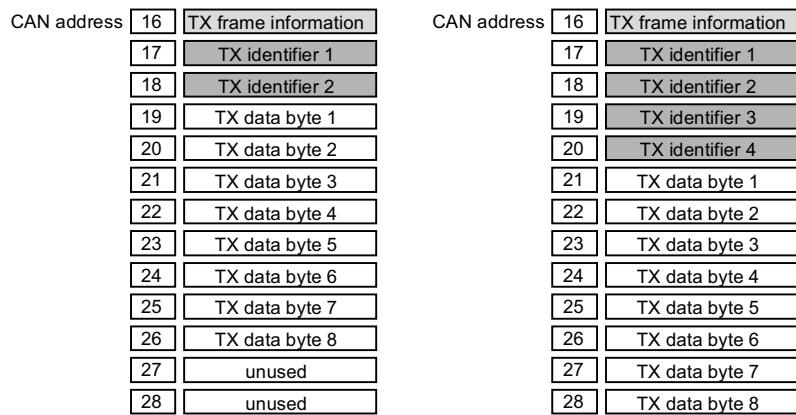 CAN address 16 TX frame information
17 TX identifier 1
18 TX identifier 2
19 TX data byte 1
20 TX data byte 2
21 TX data byte 3
22 TX data byte 4
23 TX data byte 5
24 TX data byte 6
25 TX data byte 7
26 TX data byte 8
27 unused
28 unused
CAN address 16 TX frame information
17 TX identifier 1
18 TX identifier 2
19 TX identifier 3
20 TX identifier 4
21 TX data byte 1
22 TX data byte 2
23 TX data byte 3
24 TX data byte 4
25 TX data byte 5
26 TX data byte 6
27 TX data byte 7
28 TX data byte 8